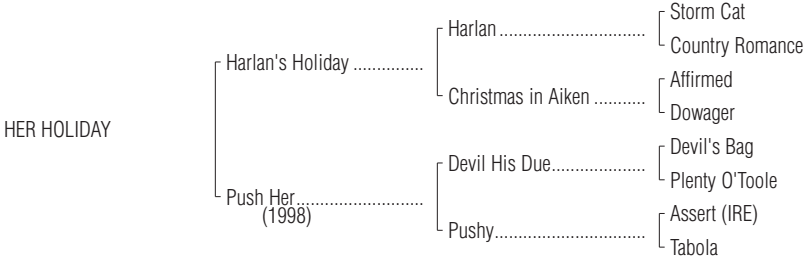 Storm Cat
Harlan..............................
Country Romance
Harlan's Holiday ...............
Affirmed
Christmas in Aiken ...........
Dowager
HER HOLIDAY
Devil's Bag
Devil His Due....................
Plenty O'Toole
Push Her...........................
(1998)
Assert (IRE)
Pushy................................
Tabola